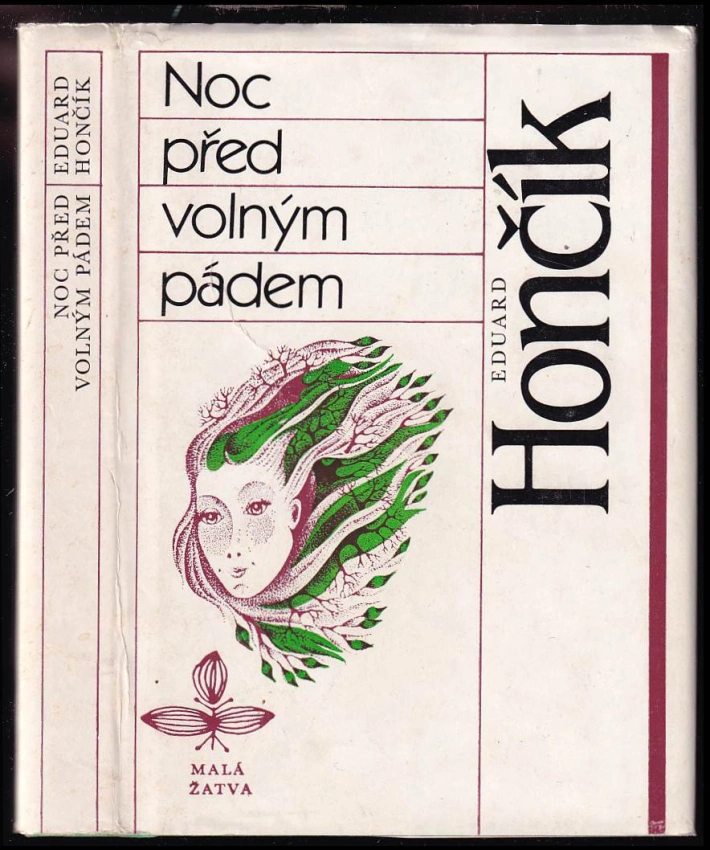 EDUARD
HONČÍK
NOC PŘED
VOLNÝM PÁDEM
Noc
před
volným
pádem
EDUARD
Hončík
MALÁ
ŽATVA